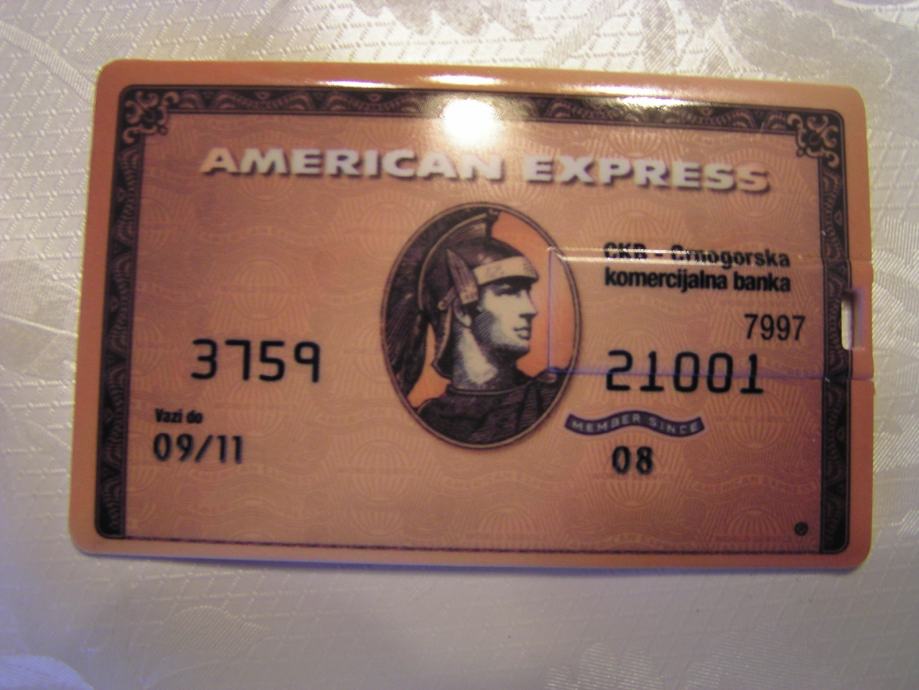 AMERICAN EXPRESS
CKB - Crnogorska
komercijalna banka
7997
3759 21001
MEMBER SINCE
Vazi do
09/11 08